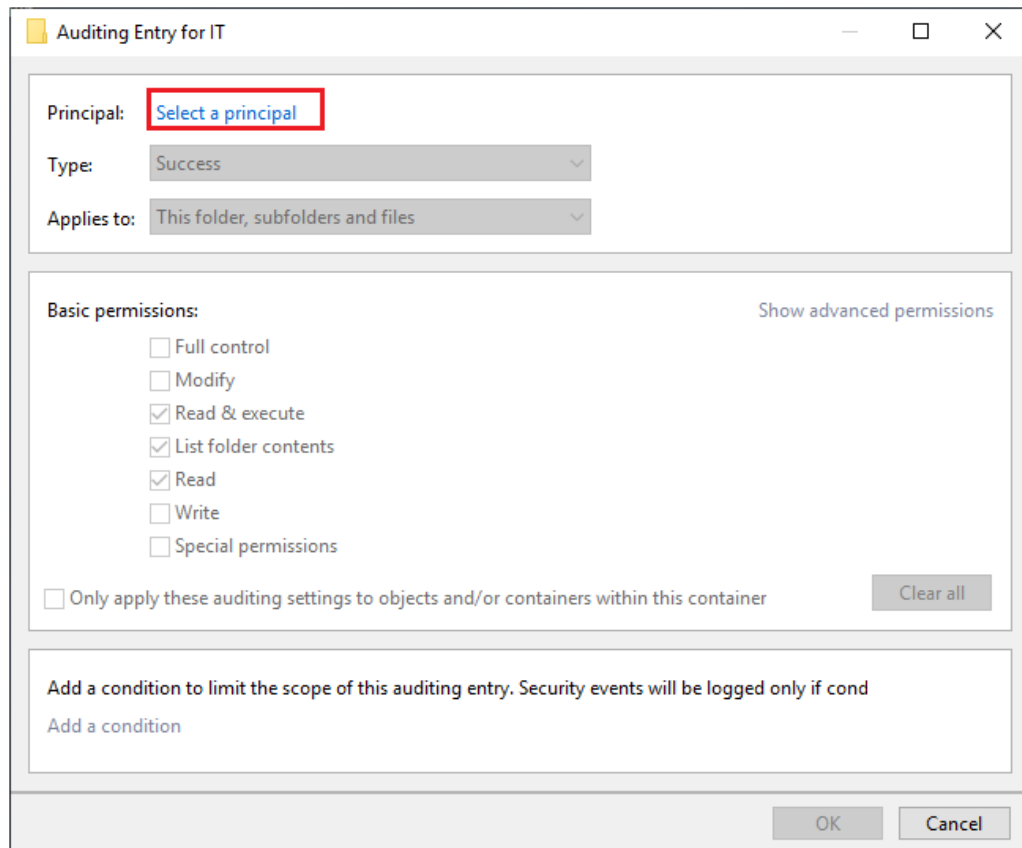 Auditing Entry for IT
Principal: Select a principal
Type: Success
Applies to: This folder, subfolders and files
Basic permissions: Show advanced permissions
Full control
Modify
Read & execute
List folder contents
Read
Write
Special permissions
Only apply these auditing settings to objects and/or containers within this container Clear all
Add a condition to limit the scope of this auditing entry. Security events will be logged only if cond
Add a condition
OK Cancel